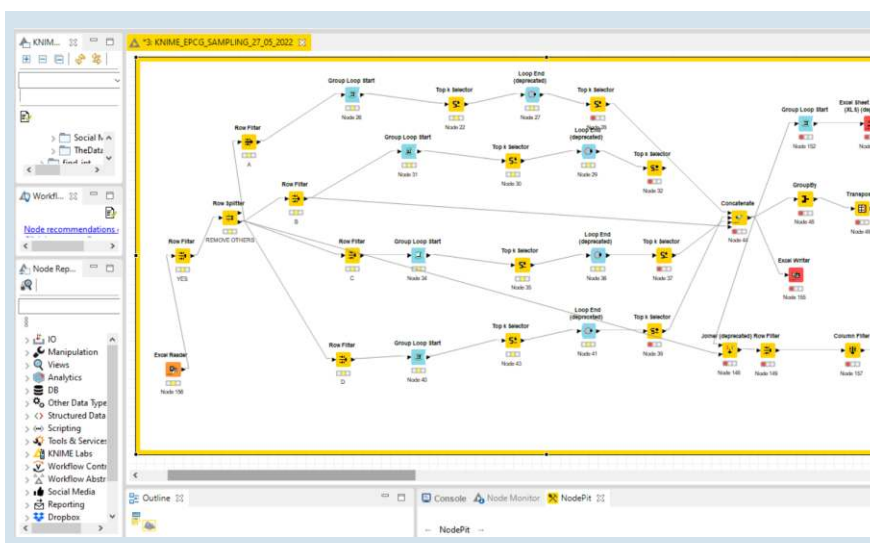 KNIM...
*3: KNIME_EPCG_SAMPLING_27_05_2022
Social M
TheData
find_int
Workfl...
Node recommendations
Node Rep...
IO
Manipulation
Views
Analytics
DB
Other Data Type
Structured Data
Scripting
Tools & Services
KNIME Labs
Workflow Contr
Workflow Abstr
Social Media
Reporting
Dropbox
Group Loop Start
Node 26
Top k Selector
Node 22
Loop End
(deprecated)
Node 27
Top k Selector
Row Filter
A
Group Loop Start
Node 31
Top k Selector
Node 30
Loop End
(deprecated)
Node 29
Top k Selector
Node 32
Row Filter
B
Row Splitter
REMOVE OTHERS
Row Filter
YES
Row Filter
C
Group Loop Start
Node 34
Top k Selector
Node 35
Loop End
(deprecated)
Node 36
Top k Selector
Node 37
Row Filter
D
Group Loop Start
Node 40
Top k Selector
Node 43
Loop End
(deprecated)
Node 41
Top k Selector
Node 39
Excel Reader
Node 198
Concatenate
Node 44
Group Loop Start
Node 152
Excel Sheet
(XLS) (de
GroupBy
Node 48
Transpo
Node 49
Excel Writer
Node 156
Joiner (deprecated)
Node 148
Row Filter
Node 149
Column Filter
Node 157
Outline
Console
Node Monitor
NodePit
← NodePit →